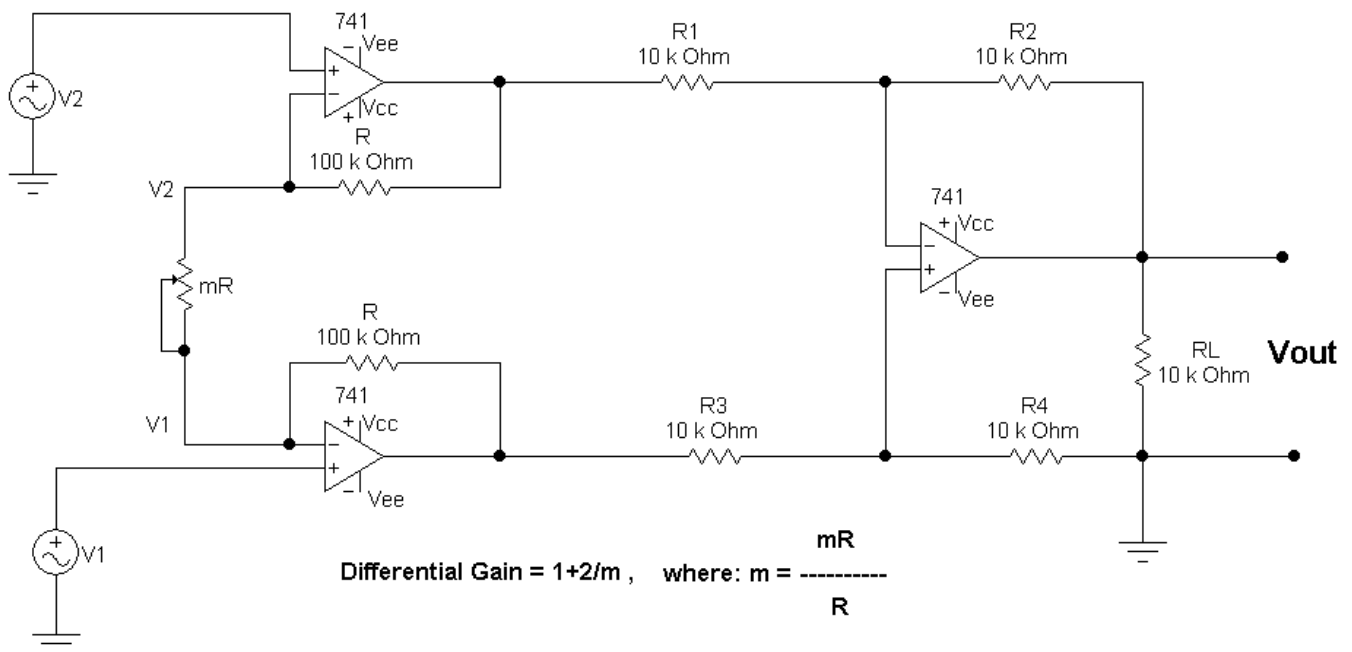 741
Vee
+
−
Vcc
+
V2
R
100 k Ohm
R1
10 k Ohm
R2
10 k Ohm
V2
741
+
Vcc
−
+
−
Vee
mR
R
100 k Ohm
RL
10 k Ohm
Vout
V1
741
+
Vcc
−
+
−
Vee
R3
10 k Ohm
R4
10 k Ohm
+
V1
Differential Gain = 1+2/m ,   where: m =
mR
----------
R